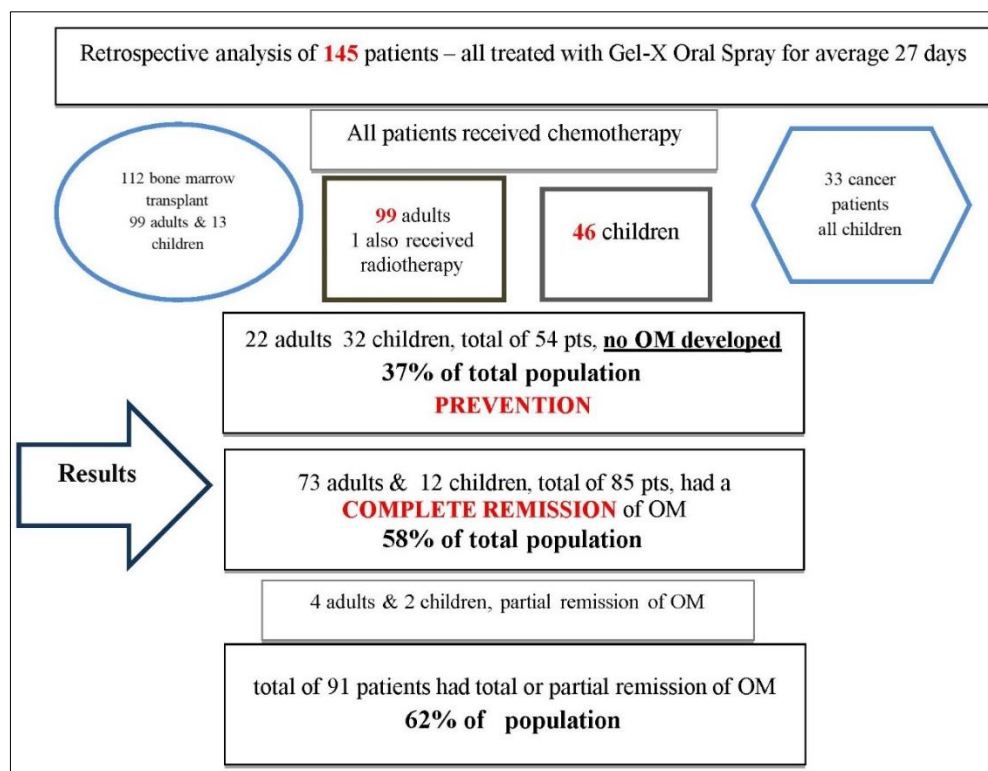 Retrospective analysis of 145 patients – all treated with Gel-X Oral Spray for average 27 days
All patients received chemotherapy
112 bone marrow
transplant
99 adults & 13
children
99 adults
1 also received
radiotherapy
46 children
33 cancer
patients
all children
22 adults 32 children, total of 54 pts, no OM developed
37% of total population
PREVENTION
Results
73 adults & 12 children, total of 85 pts, had a
COMPLETE REMISSION of OM
58% of total population
4 adults & 2 children, partial remission of OM
total of 91 patients had total or partial remission of OM
62% of population